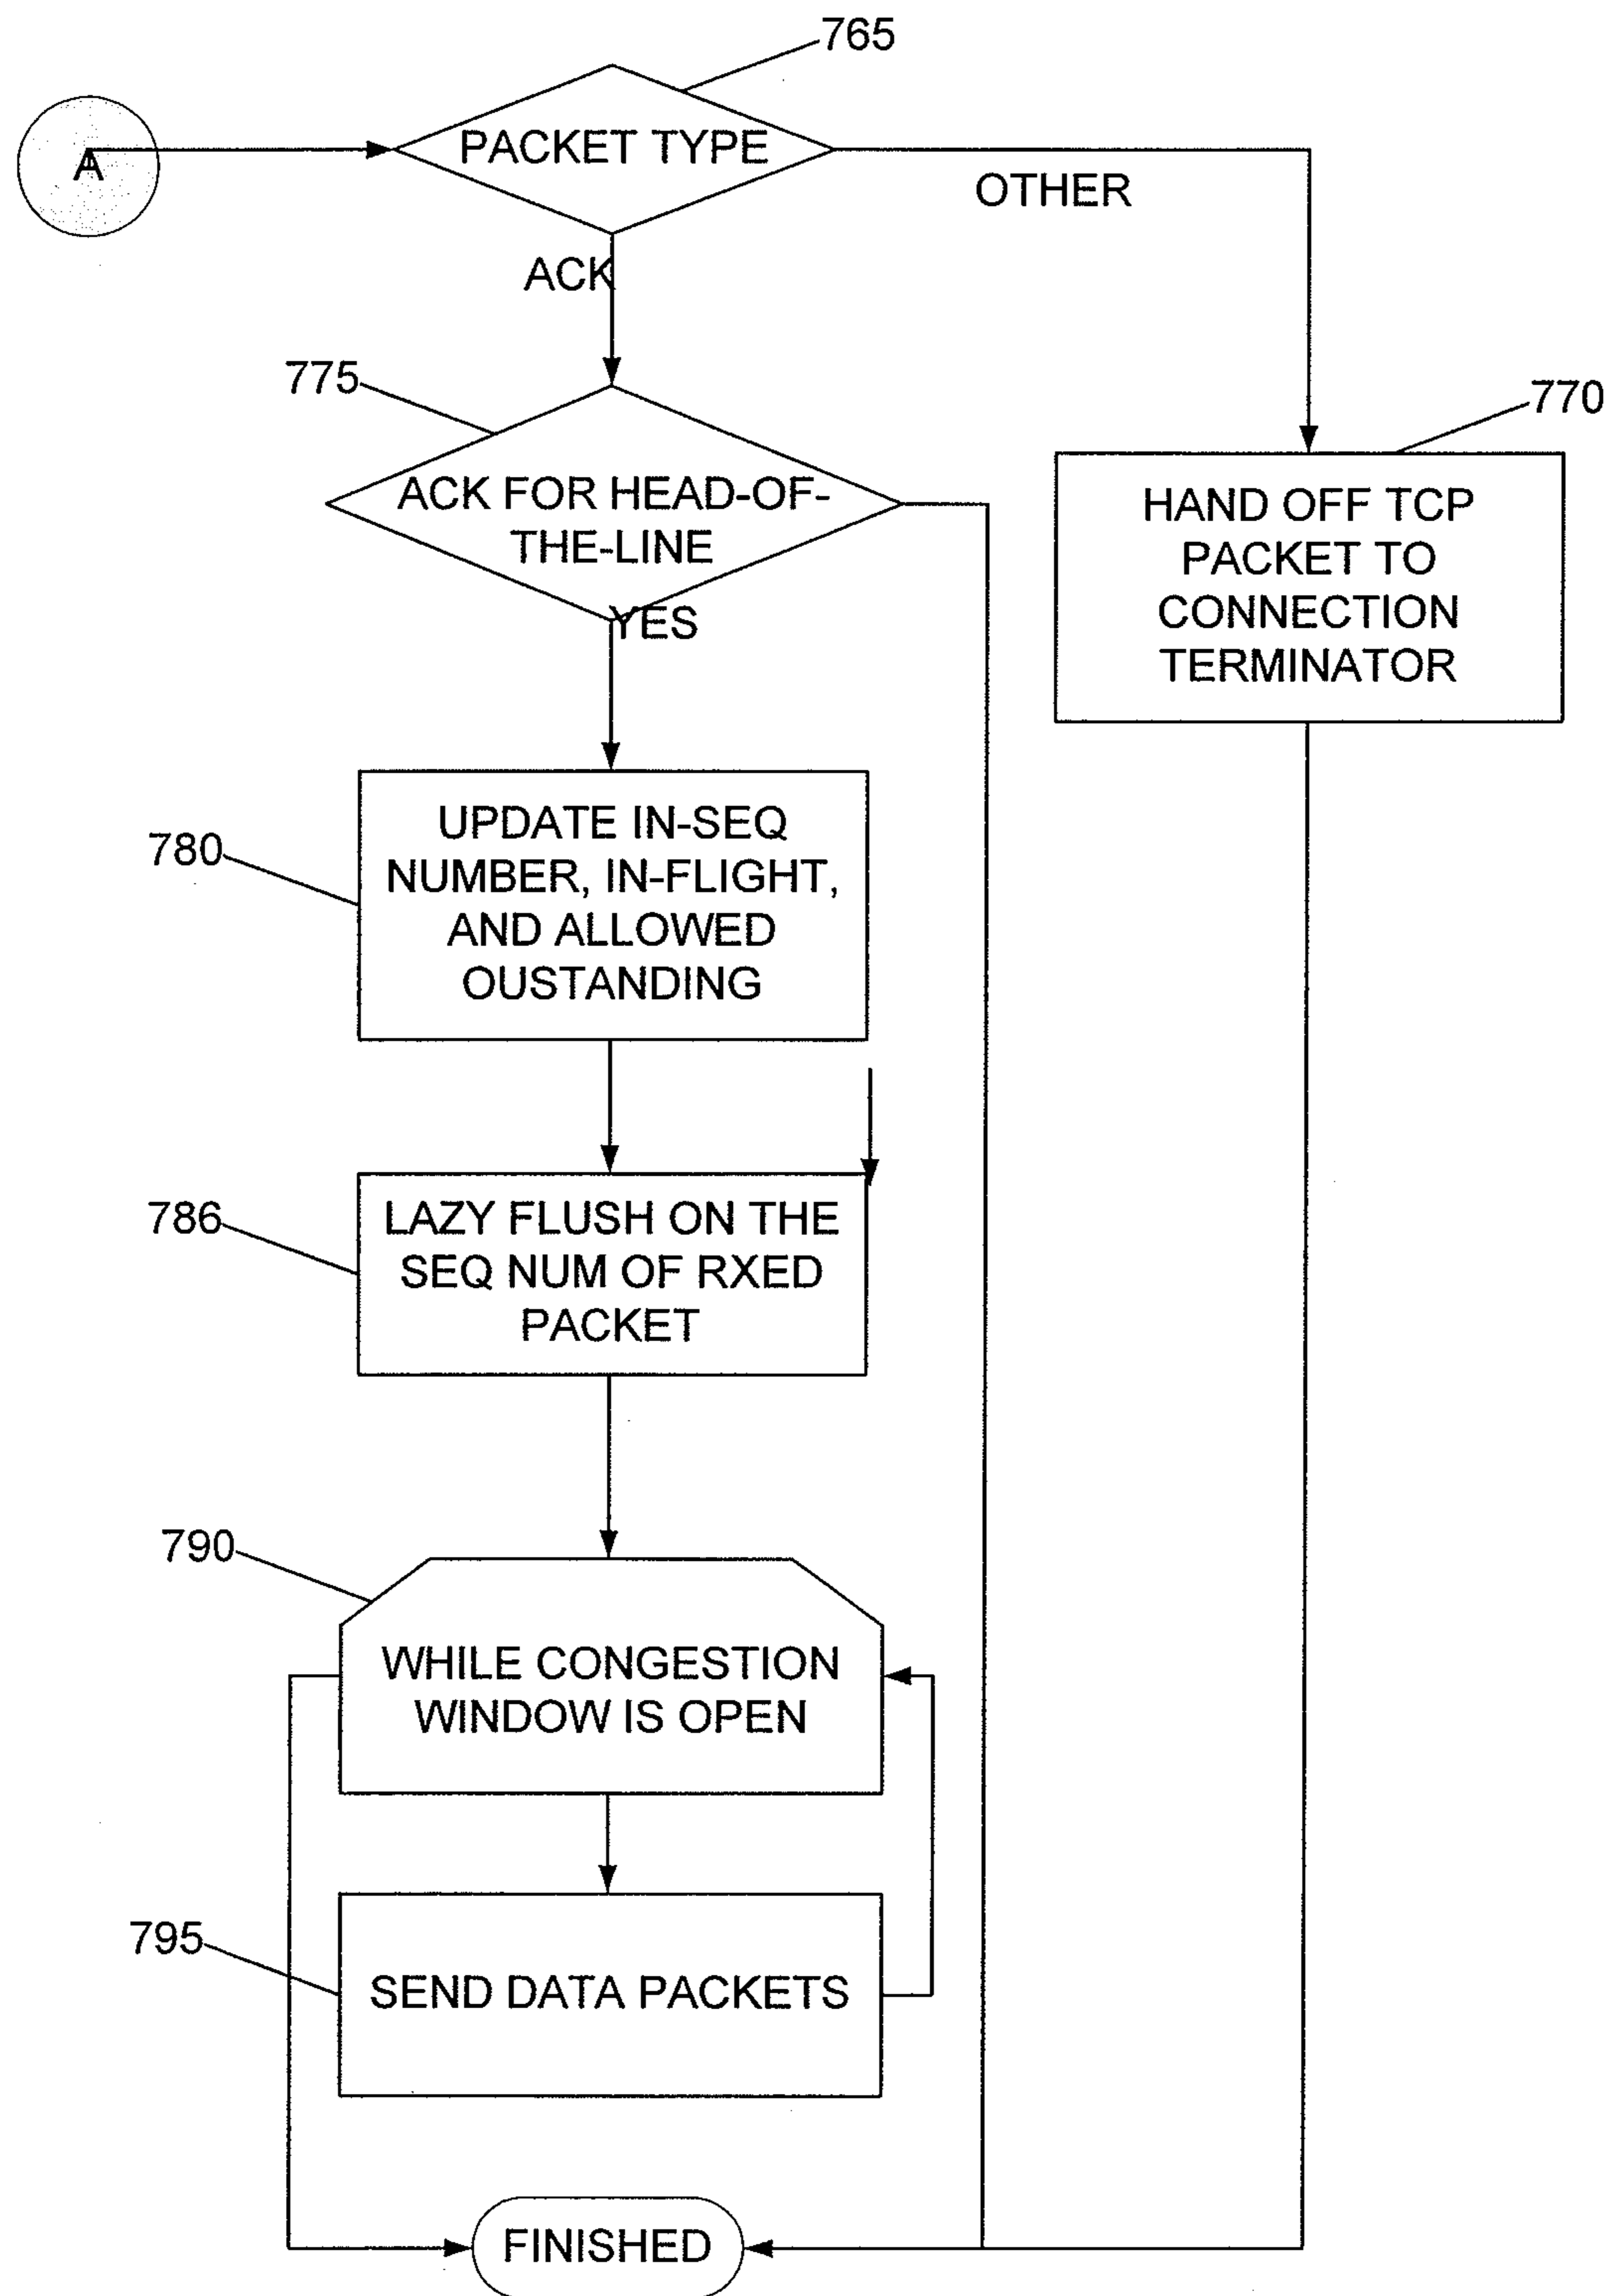 765
A
PACKET TYPE
OTHER
ACK
775
770
ACK FOR HEAD-OF-
THE-LINE
HAND OFF TCP
PACKET TO
CONNECTION
TERMINATOR
YES
780
UPDATE IN-SEQ
NUMBER, IN-FLIGHT,
AND ALLOWED
OUSTANDING
786
LAZY FLUSH ON THE
SEQ NUM OF RXED
PACKET
790
WHILE CONGESTION
WINDOW IS OPEN
795
SEND DATA PACKETS
FINISHED